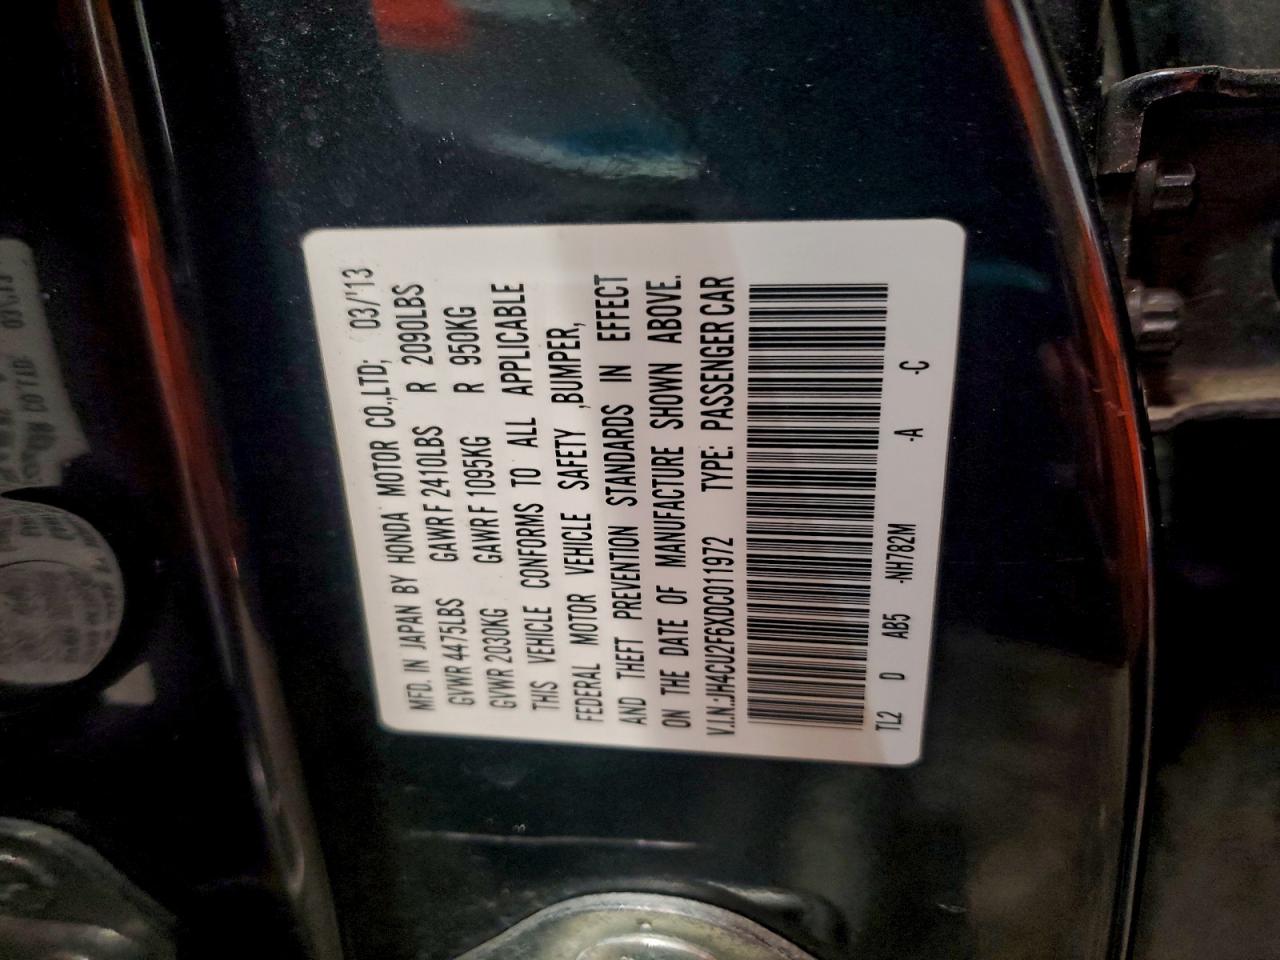 MFD. IN JAPAN BY HONDA MOTOR CO.,LTD; 03/'13
GVWR 4475LBS GAWR F 2410LBS R 2090LBS
GVWR 2030KG GAWR F 1095KG R 950KG
THIS VEHICLE CONFORMS TO ALL APPLICABLE
FEDERAL MOTOR VEHICLE SAFETY ,BUMPER,
AND THEFT PREVENTION STANDARDS IN EFFECT
ON THE DATE OF MANUFACTURE SHOWN ABOVE.
V.I.N.:JH4CU2F6XDC011972 TYPE: PASSENGER CAR
TL2 D AB5 -NH782M -A -C